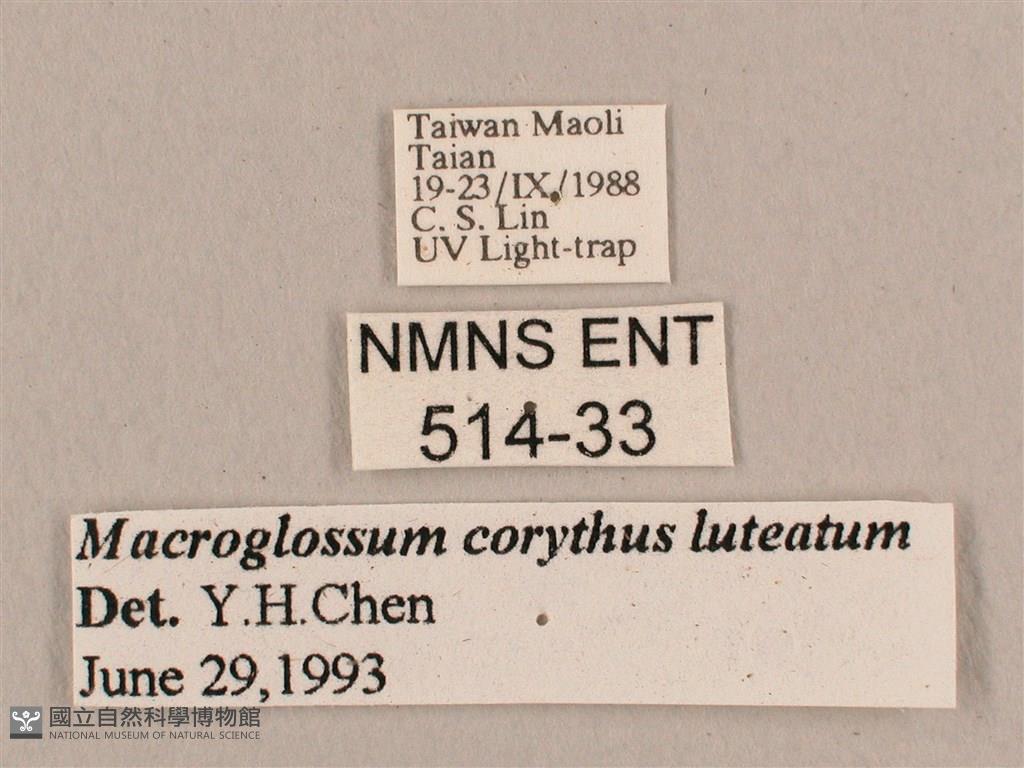 Taiwan Maoli
Taian
19-23/IX/1988
C. S. Lin
UV Light-trap
NMNS ENT
514-33
Macroglossum corythus luteatum
Det. Y.H.Chen
June 29,1993
國立自然科學博物館
NATIONAL MUSEUM OF NATURAL SCIENCE